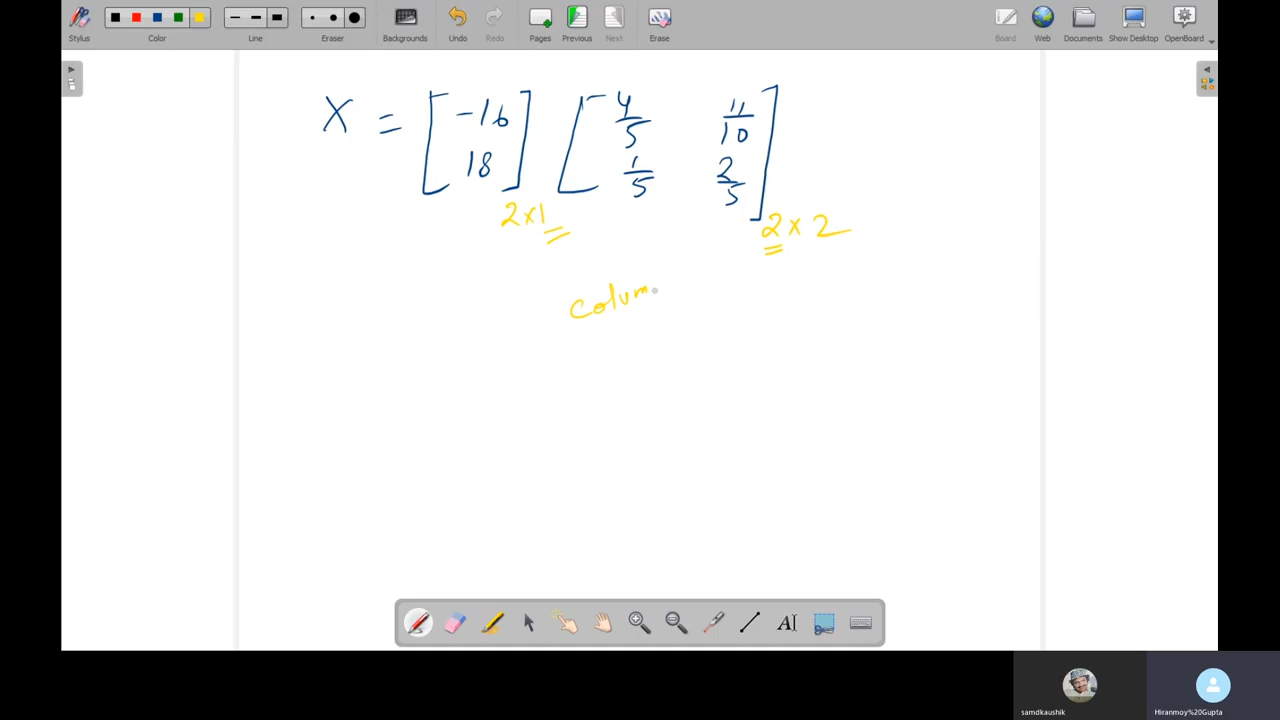 Stylus Color Line Eraser Backgrounds Undo Redo Pages Previous Next Erase Board Web Documents Show Desktop OpenBoard
X = [-16 18] [4/5 11/10 1/5 2/5]
2×1 2×2
colum
AI
samdkaushik Hiranmoy%20Gupta